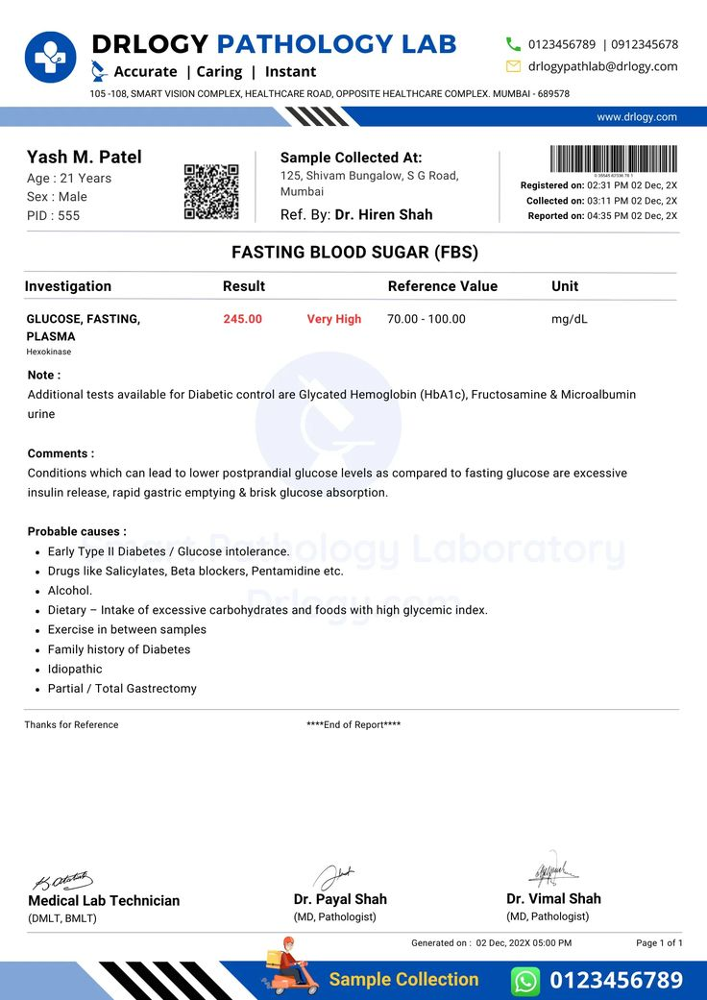 DRLOGY PATHOLOGY LAB
Accurate | Caring | Instant
0123456789 | 0912345678
drlogypathlab@drlogy.com
105 -108, SMART VISION COMPLEX, HEALTHCARE ROAD, OPPOSITE HEALTHCARE COMPLEX. MUMBAI - 689578
www.drlogy.com
Yash M. Patel
Age : 21 Years
Sex : Male
PID : 555
Sample Collected At:
125, Shivam Bungalow, S G Road,
Mumbai
Ref. By: Dr. Hiren Shah
Registered on: 02:31 PM 02 Dec, 2X
Collected on: 03:11 PM 02 Dec, 2X
Reported on: 04:35 PM 02 Dec, 2X
FASTING BLOOD SUGAR (FBS)
Investigation Result Reference Value Unit
GLUCOSE, FASTING, 245.00 Very High 70.00 - 100.00 mg/dL
PLASMA
Hexokinase
Note :
Additional tests available for Diabetic control are Glycated Hemoglobin (HbA1c), Fructosamine & Microalbumin
urine
Comments :
Conditions which can lead to lower postprandial glucose levels as compared to fasting glucose are excessive
insulin release, rapid gastric emptying & brisk glucose absorption.
Probable causes :
Smart Pathology Laboratory
• Early Type II Diabetes / Glucose intolerance.
• Drugs like Salicylates, Beta blockers, Pentamidine etc.
• Alcohol.
Drlogy.com
• Dietary – Intake of excessive carbohydrates and foods with high glycemic index.
• Exercise in between samples
• Family history of Diabetes
• Idiopathic
• Partial / Total Gastrectomy
Thanks for Reference ****End of Report****
Medical Lab Technician
(DMLT, BMLT)
Dr. Payal Shah
(MD, Pathologist)
Dr. Vimal Shah
(MD, Pathologist)
Generated on : 02 Dec, 202X 05:00 PM Page 1 of 1
Sample Collection 0123456789